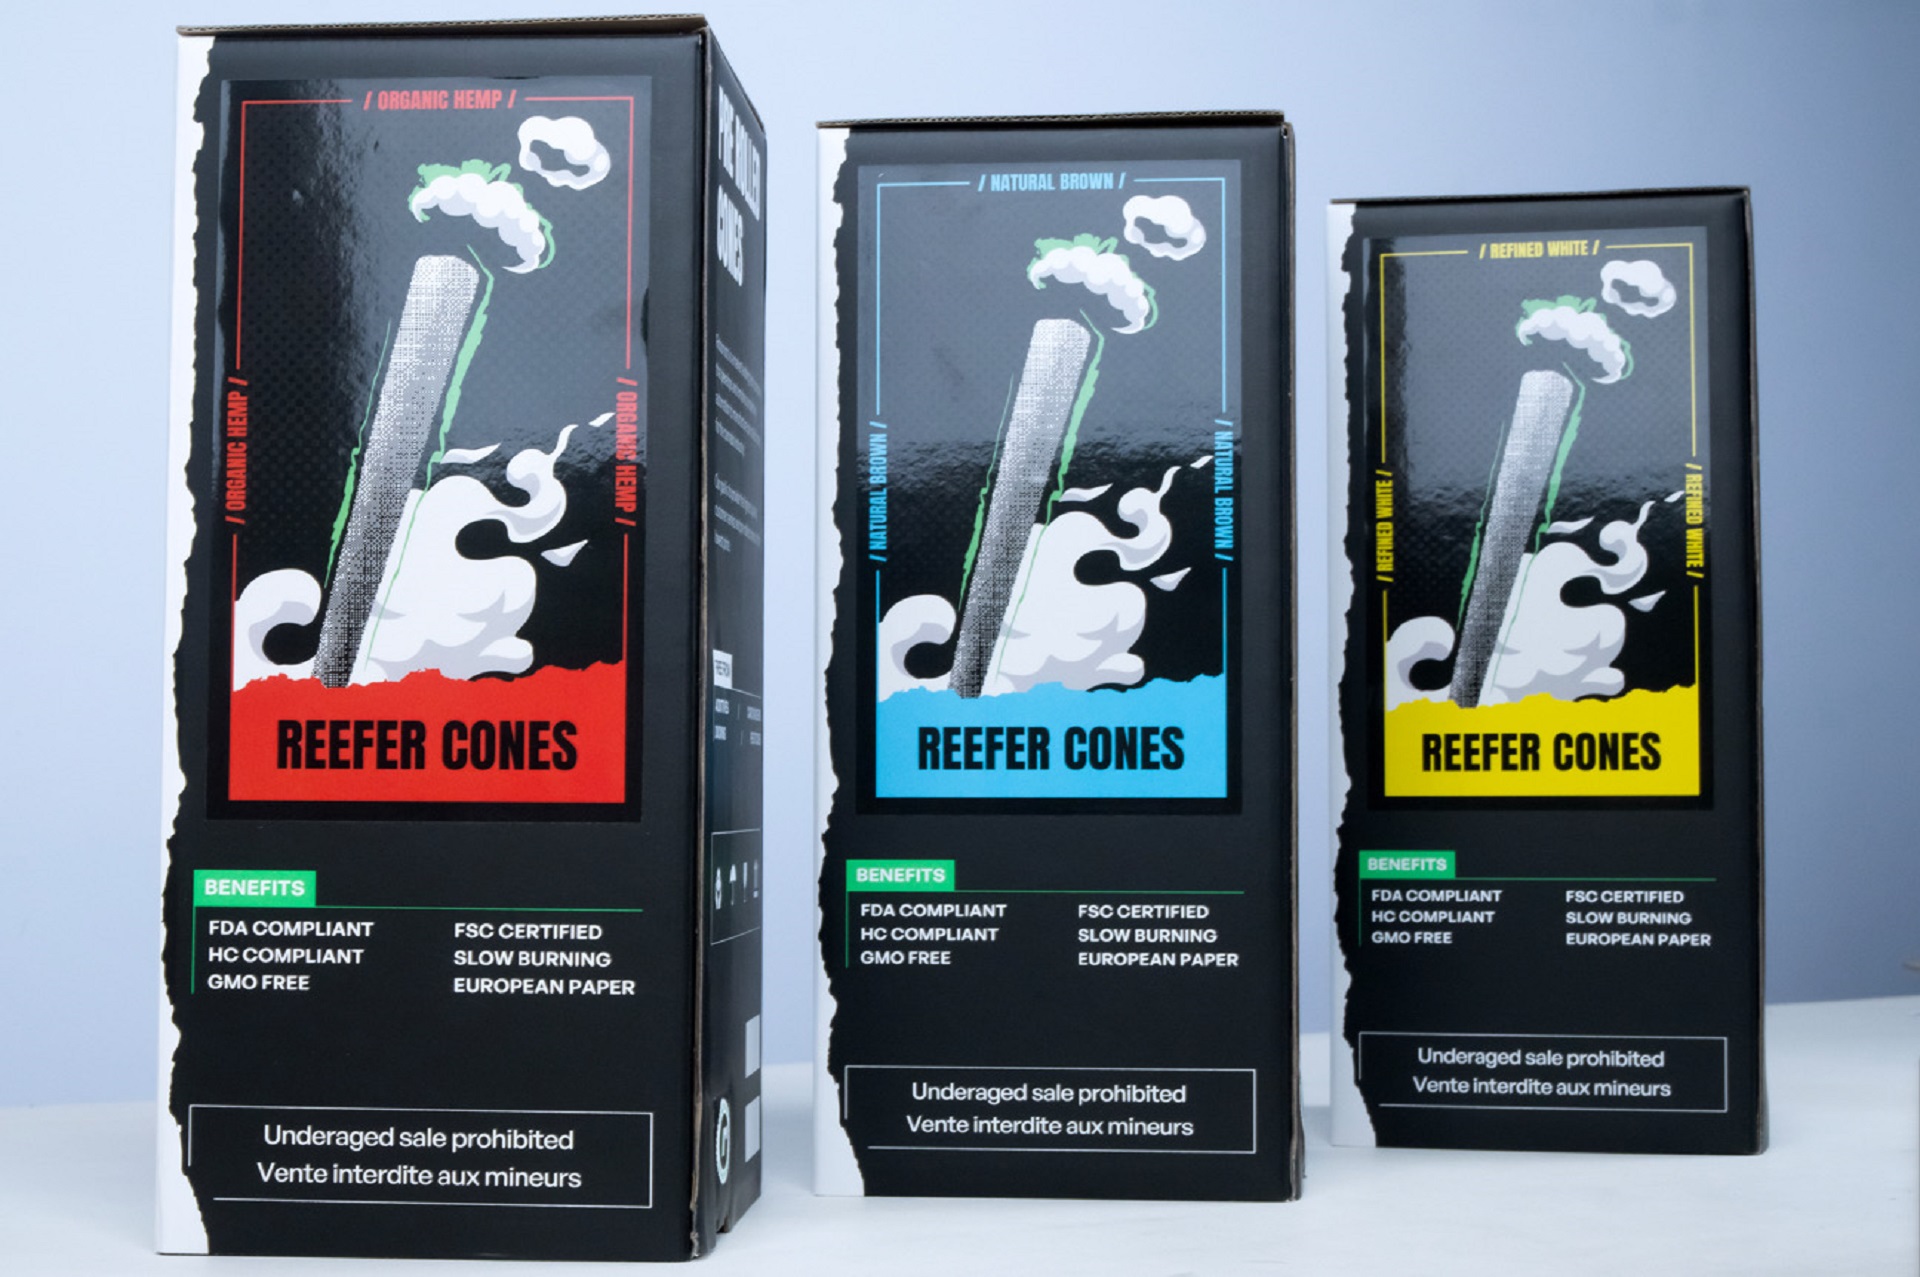 / ORGANIC HEMP /
/ ORGANIC HEMP /
/ ORGANIC HEMP /
REEFER CONES
BENEFITS
FDA COMPLIANT
HC COMPLIANT
GMO FREE
FSC CERTIFIED
SLOW BURNING
EUROPEAN PAPER
Underaged sale prohibited
Vente interdite aux mineurs
PRE ROLLED
CONES
/ NATURAL BROWN /
/ NATURAL BROWN /
/ NATURAL BROWN /
REEFER CONES
BENEFITS
FDA COMPLIANT
HC COMPLIANT
GMO FREE
FSC CERTIFIED
SLOW BURNING
EUROPEAN PAPER
Underaged sale prohibited
Vente interdite aux mineurs
/ REFINED WHITE /
/ REFINED WHITE /
/ REFINED WHITE /
REEFER CONES
BENEFITS
FDA COMPLIANT
HC COMPLIANT
GMO FREE
FSC CERTIFIED
SLOW BURNING
EUROPEAN PAPER
Underaged sale prohibited
Vente interdite aux mineurs